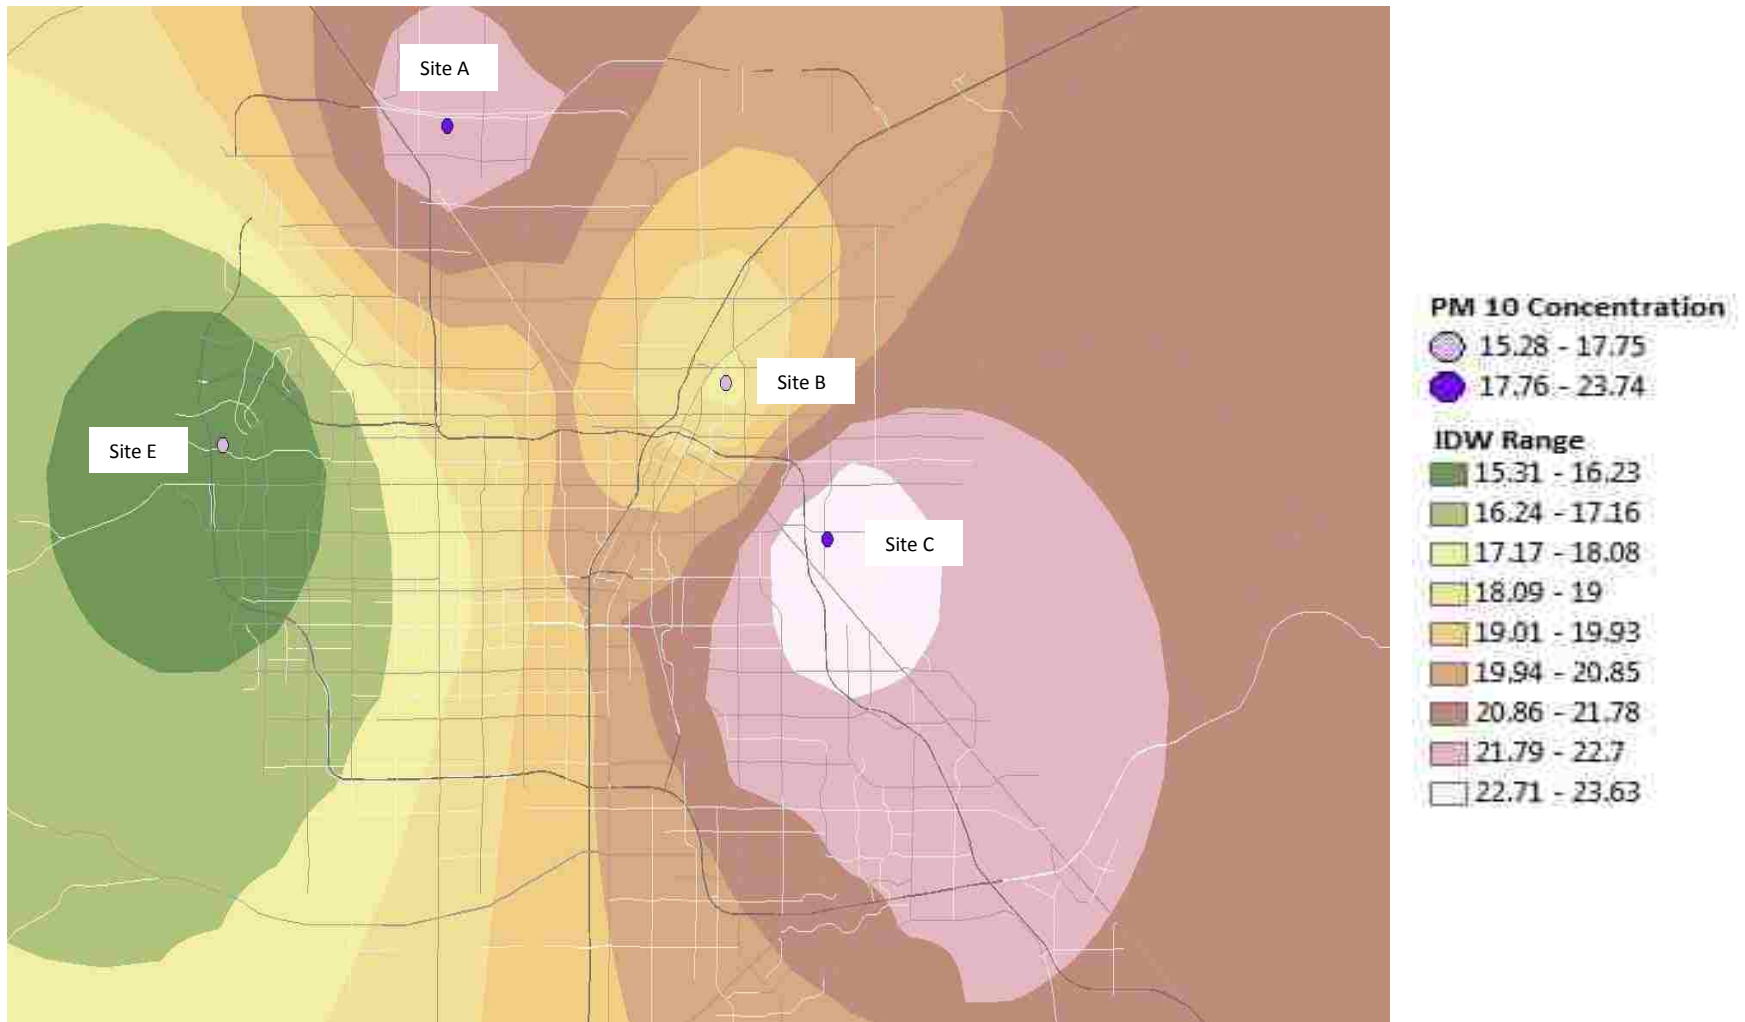 Site A
Site B
Site E
Site C
PM 10 Concentration
15.28 - 17.75
17.76 - 23.74
IDW Range
15.31 - 16.23
16.24 - 17.16
17.17 - 18.08
18.09 - 19
19.01 - 19.93
19.94 - 20.85
20.86 - 21.78
21.79 - 22.7
22.71 - 23.63